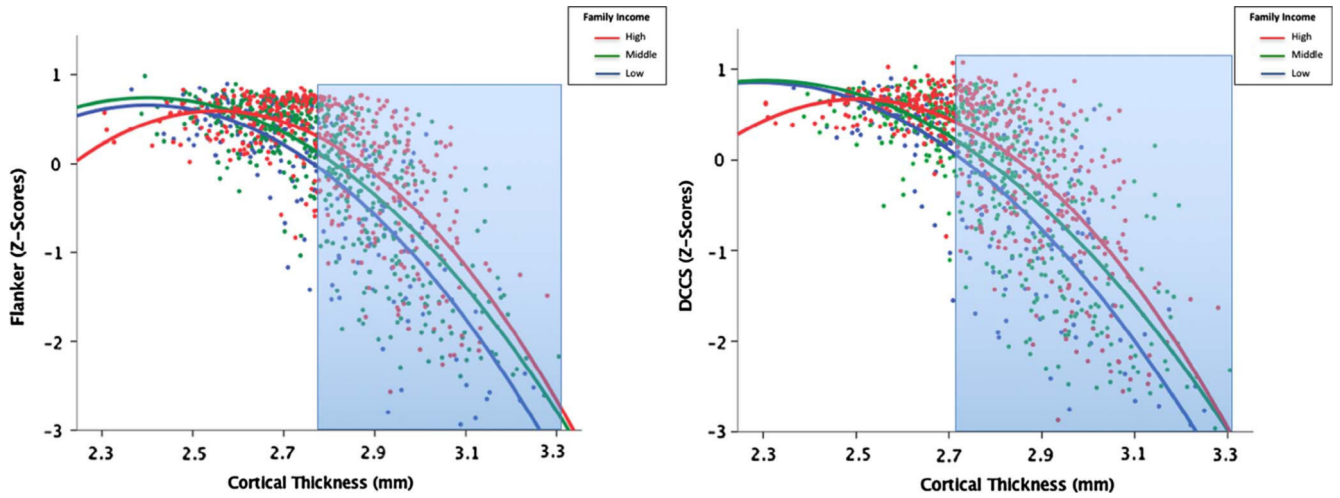 Family Income
High
Middle
Low
1
0
-1
-2
-3
Flanker (Z-Scores)
2.3 2.5 2.7 2.9 3.1 3.3
Cortical Thickness (mm)
Family Income
High
Middle
Low
1
0
-1
-2
-3
DCCS (Z-Scores)
2.3 2.5 2.7 2.9 3.1 3.3
Cortical Thickness (mm)